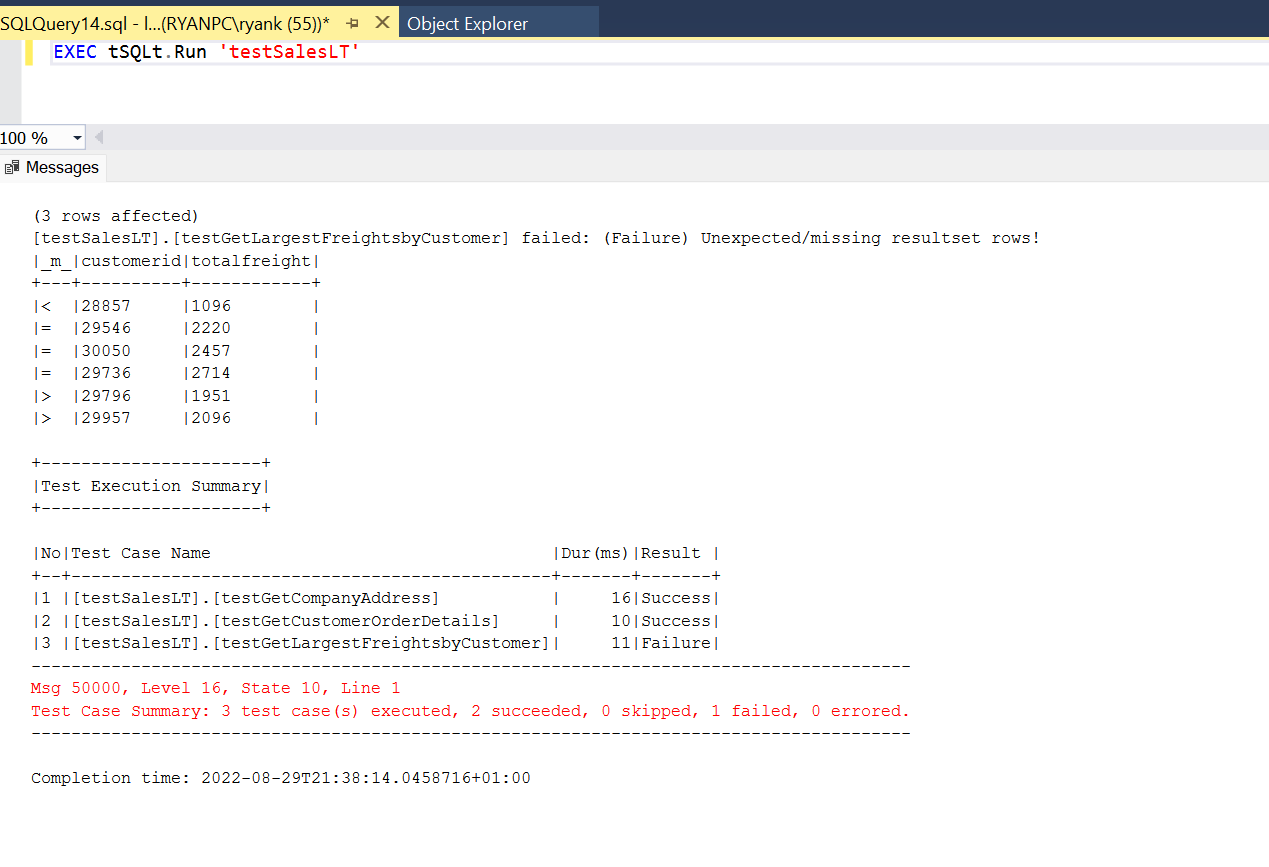 SQLQuery14.sql - l...(RYANPC\ryank (55))* Object Explorer
EXEC tSQLt.Run 'testSalesLT'
100 %
Messages
(3 rows affected)
[testSalesLT].[testGetLargestFreightsbyCustomer] failed: (Failure) Unexpected/missing resultset rows!
|_m_|customerid|totalfreight|
+---+----------+------------+
|<  |28857     |1096        |
|=  |29546     |2220        |
|=  |30050     |2457        |
|=  |29736     |2714        |
|>  |29796     |1951        |
|>  |29957     |2096        |
+----------------------+
|Test Execution Summary|
+----------------------+
|No|Test Case Name                                  |Dur(ms)|Result |
+--+------------------------------------------------+-------+-------+
|1 |[testSalesLT].[testGetCompanyAddress]           |     16|Success|
|2 |[testSalesLT].[testGetCustomerOrderDetails]     |     10|Success|
|3 |[testSalesLT].[testGetLargestFreightsbyCustomer]|     11|Failure|
----------------------------------------------------------------------------------------
Msg 50000, Level 16, State 10, Line 1
Test Case Summary: 3 test case(s) executed, 2 succeeded, 0 skipped, 1 failed, 0 errored.
----------------------------------------------------------------------------------------
Completion time: 2022-08-29T21:38:14.0458716+01:00